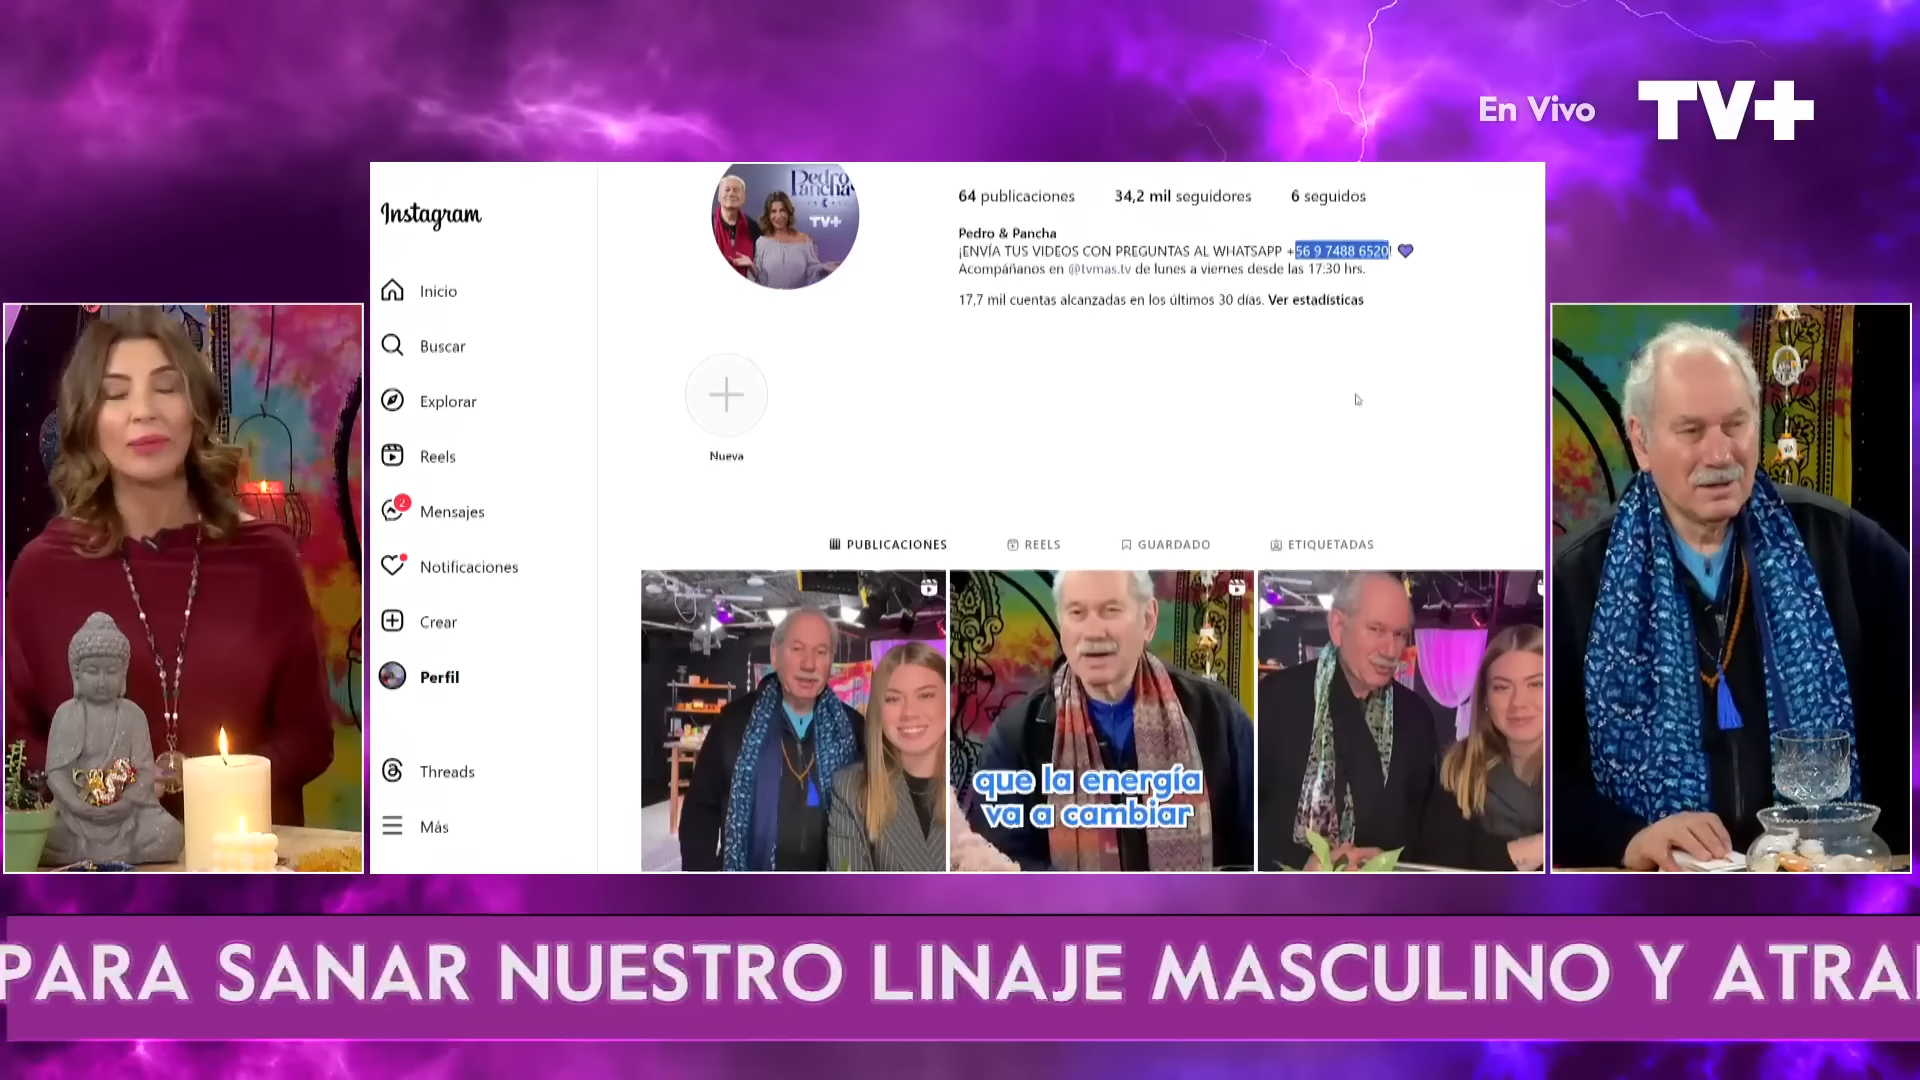 En Vivo TV+
Instagram
Inicio
Buscar
Explorar
Reels
2
Mensajes
Notificaciones
Crear
Perfil
Threads
Más
Pedro
Pancha
TV+
64 publicaciones 34,2 mil seguidores 6 seguidos
Pedro & Pancha
¡ENVÍA TUS VIDEOS CON PREGUNTAS AL WHATSAPP +56 9 7488 6520! 💜
Acompáñanos en @tvmas.tv de lunes a viernes desde las 17:30 hrs.
17,7 mil cuentas alcanzadas en los últimos 30 días. Ver estadísticas
Nueva
PUBLICACIONES REELS GUARDADO ETIQUETADAS
que la energía
va a cambiar
PARA SANAR NUESTRO LINAJE MASCULINO Y ATRA